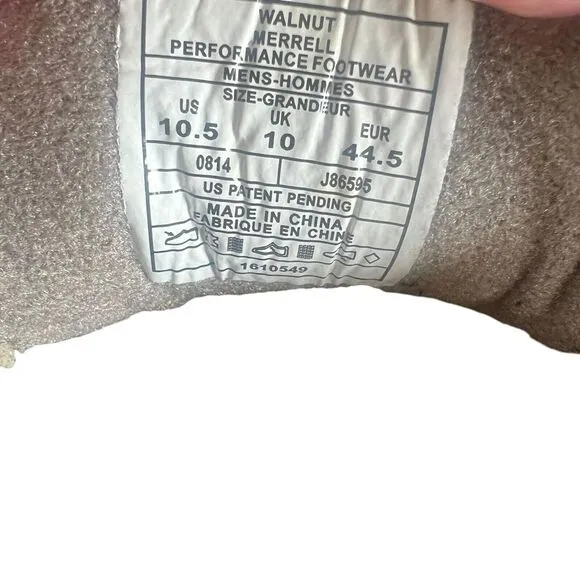 WALNUT
MERRELL
PERFORMANCE FOOTWEAR
MENS-HOMMES
SIZE-GRANDEUR
US UK EUR
10.5 10 44.5
0814 J86595
US PATENT PENDING
MADE IN CHINA
FABRIQUE EN CHINE
1610549